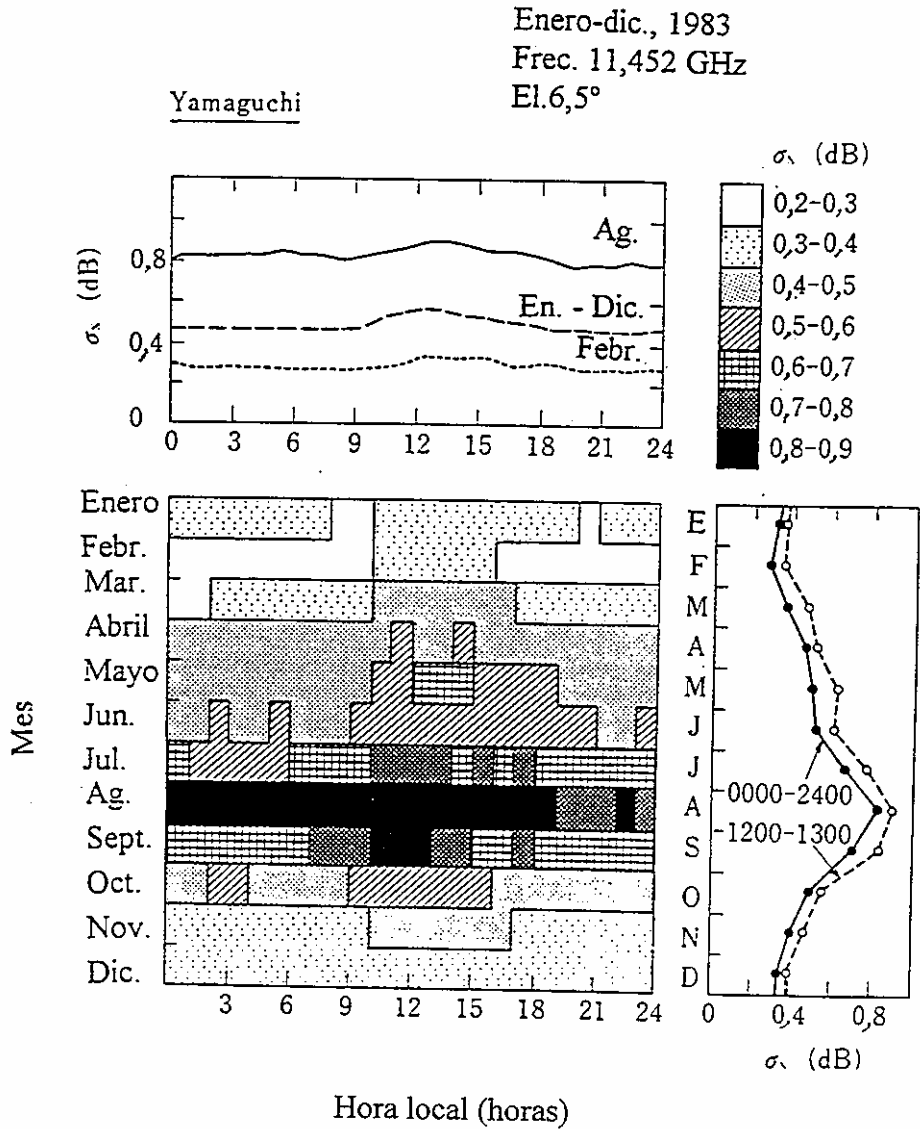 Enero-dic., 1983
Frec. 11,452 GHz
El.6,5°
Yamaguchi
σ (dB)
0,2-0,3
0,3-0,4
0,4-0,5
0,5-0,6
0,6-0,7
0,7-0,8
0,8-0,9
σ (dB)
0,8
0,4
0
Ag.
En. - Dic.
Febr.
0 3 6 9 12 15 18 21 24
Mes
Enero
Febr.
Mar.
Abril
Mayo
Jun.
Jul.
Ag.
Sept.
Oct.
Nov.
Dic.
3 6 9 12 15 18 21 24
Hora local (horas)
E
F
M
A
M
J
J
A
S
O
N
D
0000-2400
1200-1300
0 0,4 0,8
σ (dB)